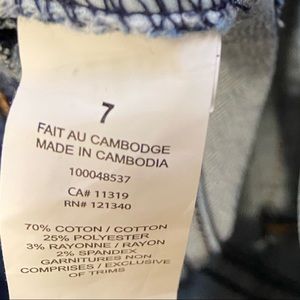 7
FAIT AU CAMBODGE
MADE IN CAMBODIA
100048537
CA# 11319
RN# 121340
70% COTON / COTTON
25% POLYESTER
3% RAYONNE / RAYON
2% SPANDEX
GARNITURES NON
COMPRISES / EXCLUSIVE
OF TRIMS